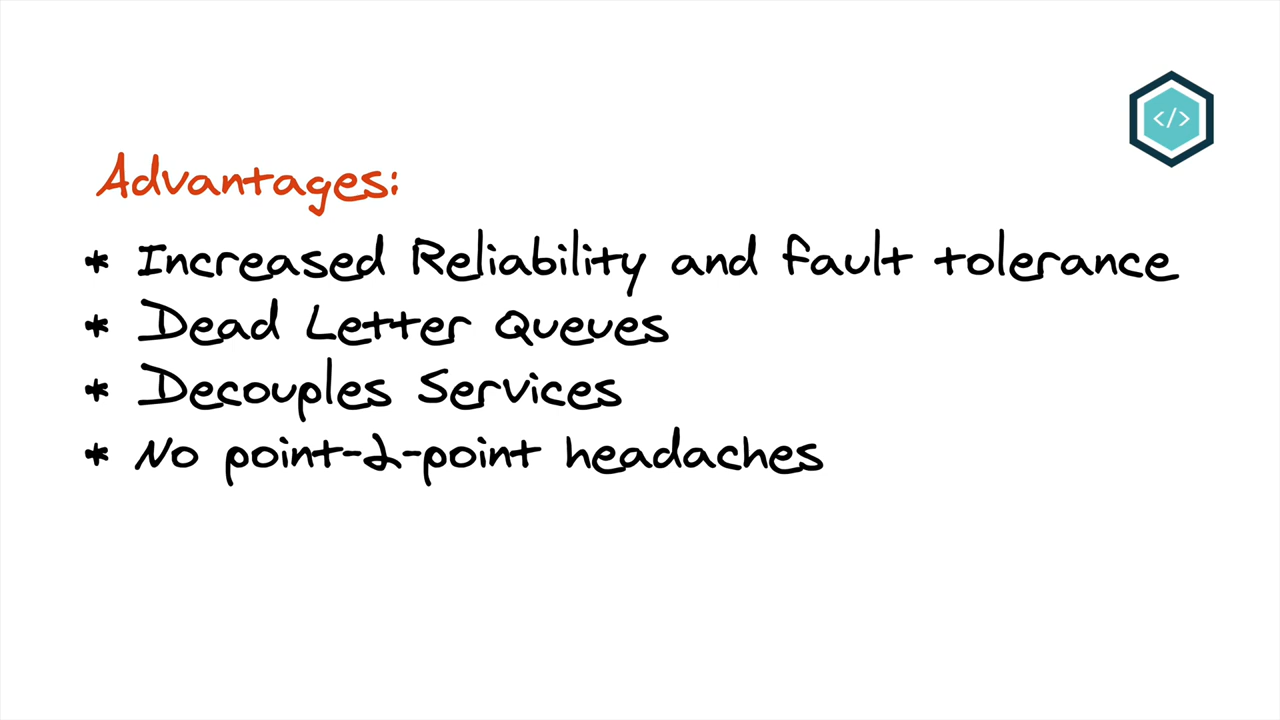 </>
Advantages:
* Increased Reliability and fault tolerance
* Dead Letter Queues
* Decouples Services
* No point-2-point headaches